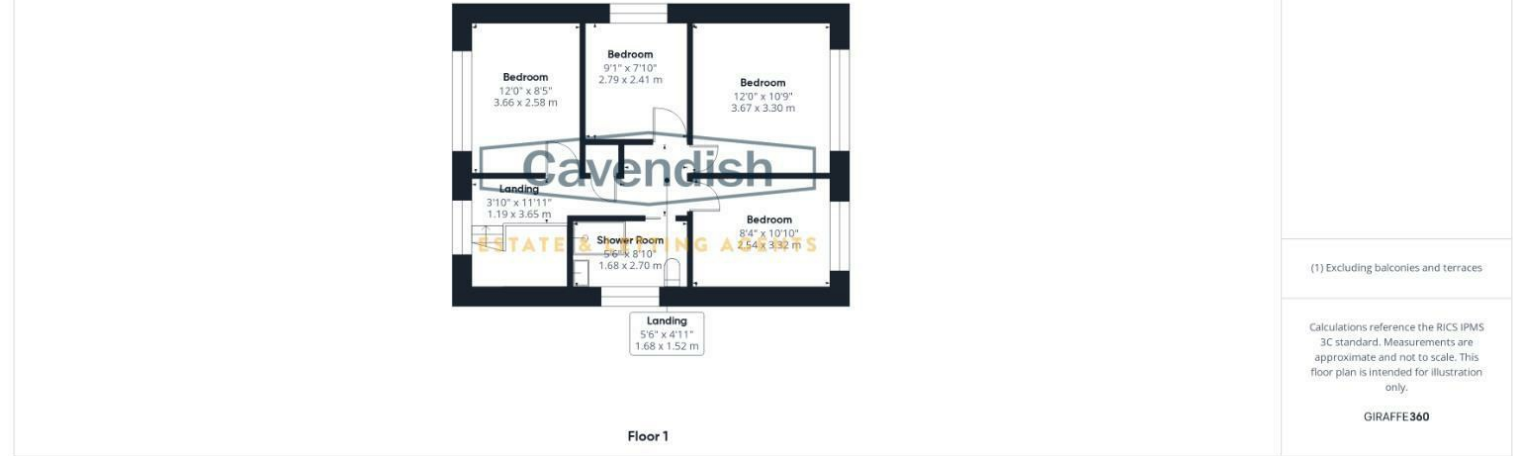 Bedroom
12'0" x 8'5"
3.66 x 2.58 m
Bedroom
9'1" x 7'10"
2.79 x 2.41 m
Bedroom
12'0" x 10'9"
3.67 x 3.30 m
Cavendish
ESTATE & LETTING AGENTS
Landing
3'10" x 11'11"
1.19 x 3.65 m
Shower Room
5'6" x 8'10"
1.68 x 2.70 m
Bedroom
8'4" x 10'10"
2.54 x 3.32 m
Landing
5'6" x 4'11"
1.68 x 1.52 m
Floor 1
(1) Excluding balconies and terraces
Calculations reference the RICS IPMS
3C standard. Measurements are
approximate and not to scale. This
floor plan is intended for illustration
only.
GIRAFFE360